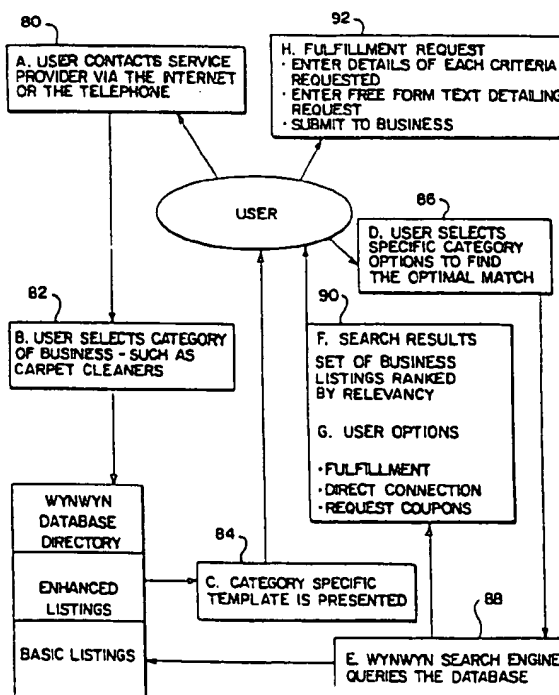 80
A. USER CONTACTS SERVICE
PROVIDER VIA THE INTERNET
OR THE TELEPHONE
92
H. FULFILLMENT REQUEST
• ENTER DETAILS OF EACH CRITERIA
REQUESTED
• ENTER FREE FORM TEXT DETAILING
REQUEST
• SUBMIT TO BUSINESS
USER
86
D. USER SELECTS
SPECIFIC CATEGORY
OPTIONS TO FIND
THE OPTIMAL MATCH
82
B. USER SELECTS CATEGORY
OF BUSINESS - SUCH AS
CARPET CLEANERS
90
F. SEARCH RESULTS
SET OF BUSINESS
LISTINGS RANKED
BY RELEVANCY
G. USER OPTIONS
• FULFILLMENT
• DIRECT CONNECTION
• REQUEST COUPONS
WYNWYN
DATABASE
DIRECTORY
ENHANCED
LISTINGS
BASIC LISTINGS
84
C. CATEGORY SPECIFIC
TEMPLATE IS PRESENTED
88
E. WYNWYN SEARCH ENGINE
QUERIES THE DATABASE